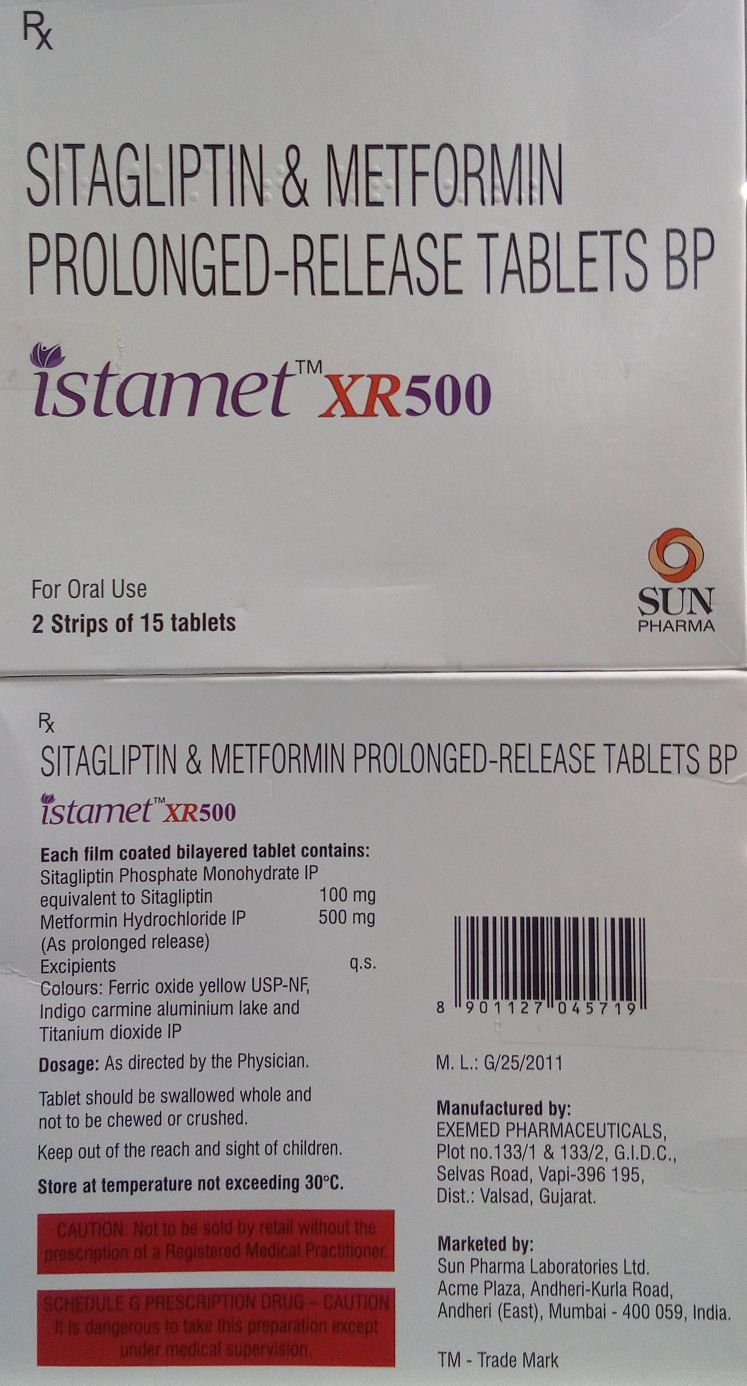 Rx
SITAGLIPTIN & METFORMIN
PROLONGED-RELEASE TABLETS BP
istamet™XR500
For Oral Use
2 Strips of 15 tablets
SUN
PHARMA
Rx
SITAGLIPTIN & METFORMIN PROLONGED-RELEASE TABLETS BP
istamet™XR500
Each film coated bilayered tablet contains:
Sitagliptin Phosphate Monohydrate IP
equivalent to Sitagliptin 100 mg
Metformin Hydrochloride IP 500 mg
(As prolonged release)
Excipients q.s.
Colours: Ferric oxide yellow USP-NF,
Indigo carmine aluminium lake and
Titanium dioxide IP
Dosage: As directed by the Physician.
Tablet should be swallowed whole and
not to be chewed or crushed.
Keep out of the reach and sight of children.
Store at temperature not exceeding 30°C.
CAUTION: Not to be sold by retail without the
prescription of a Registered Medical Practitioner.
SCHEDULE G PRESCRIPTION DRUG – CAUTION
It is dangerous to take this preparation except
under medical supervision.
8 901127 045719
M. L.: G/25/2011
Manufactured by:
EXEMED PHARMACEUTICALS,
Plot no.133/1 & 133/2, G.I.D.C.,
Selvas Road, Vapi-396 195,
Dist.: Valsad, Gujarat.
Marketed by:
Sun Pharma Laboratories Ltd.
Acme Plaza, Andheri-Kurla Road,
Andheri (East), Mumbai - 400 059, India.
TM - Trade Mark